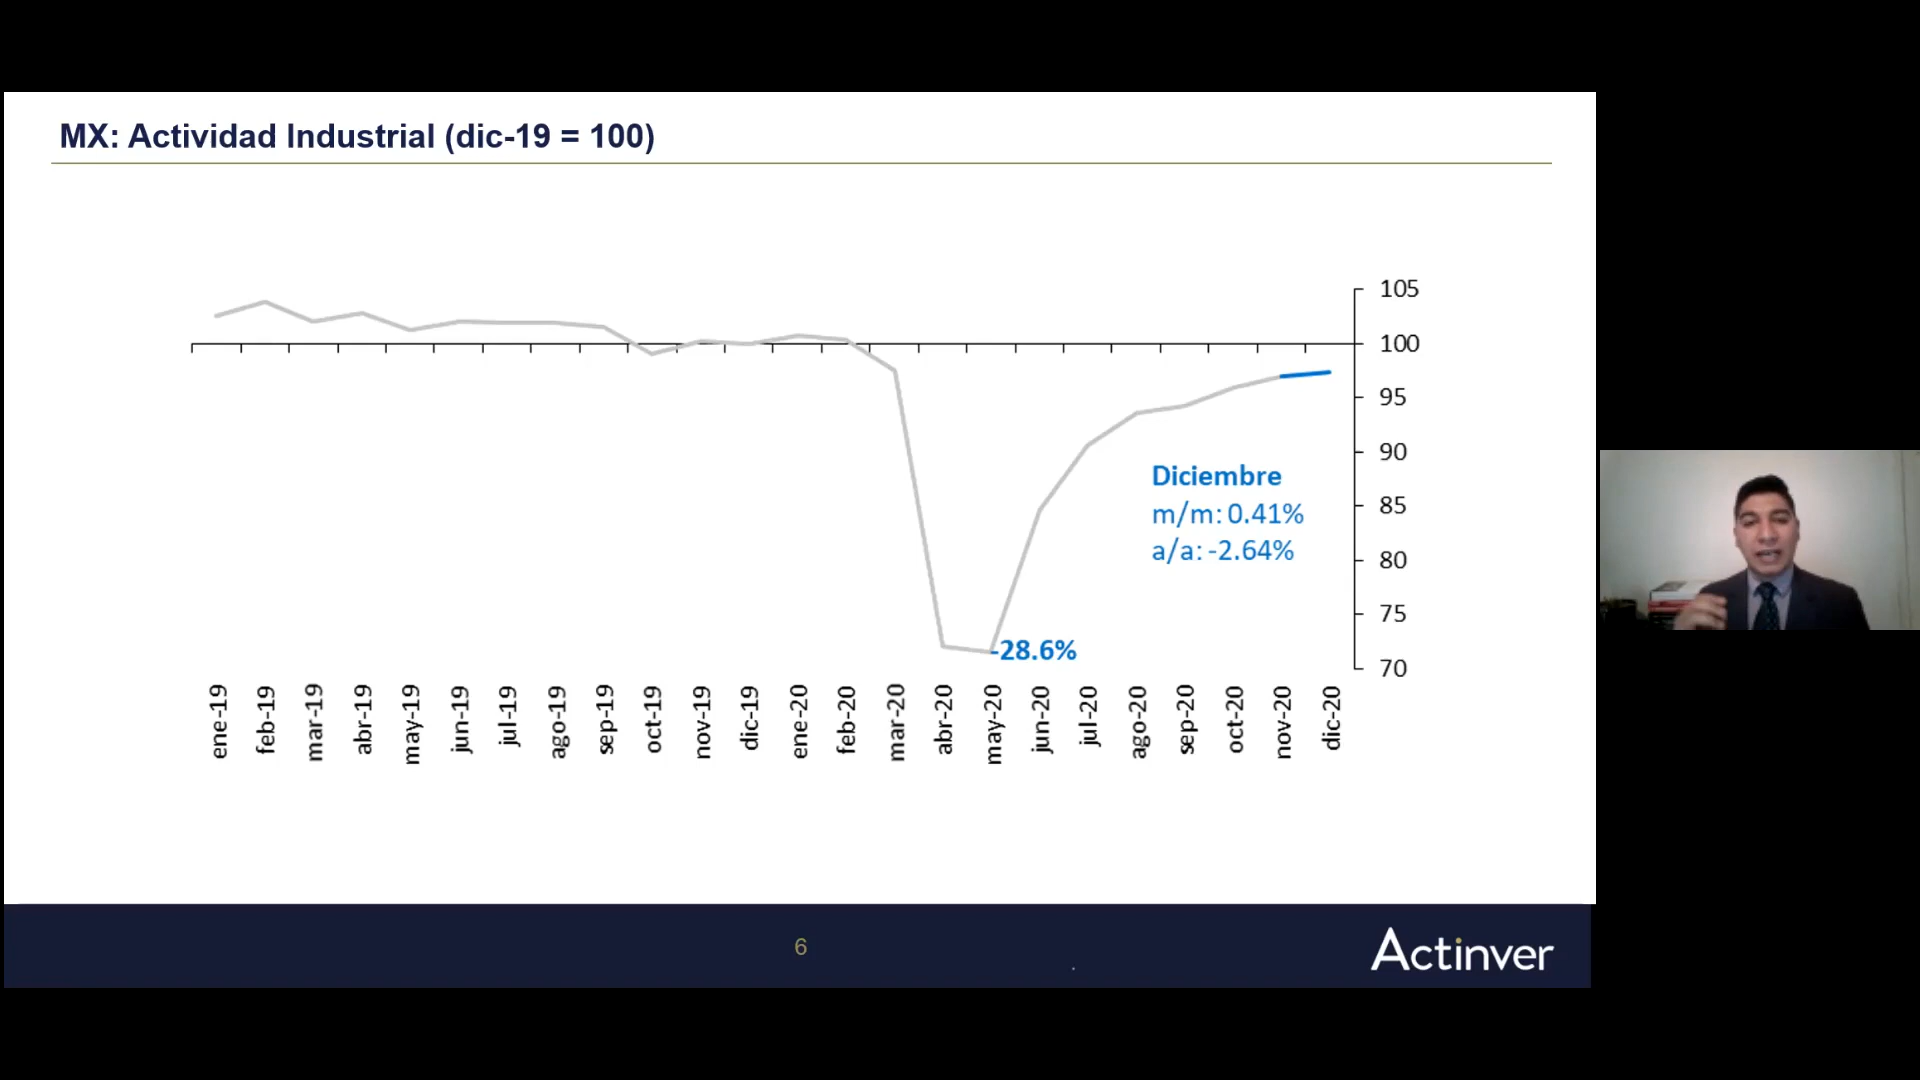 MX: Actividad Industrial (dic-19 = 100)
105
100
95
90
85
80
75
70
Diciembre
m/m: 0.41%
a/a: -2.64%
-28.6%
ene-19
feb-19
mar-19
abr-19
may-19
jun-19
jul-19
ago-19
sep-19
oct-19
nov-19
dic-19
ene-20
feb-20
mar-20
abr-20
may-20
jun-20
jul-20
ago-20
sep-20
oct-20
nov-20
dic-20
6
Actinver